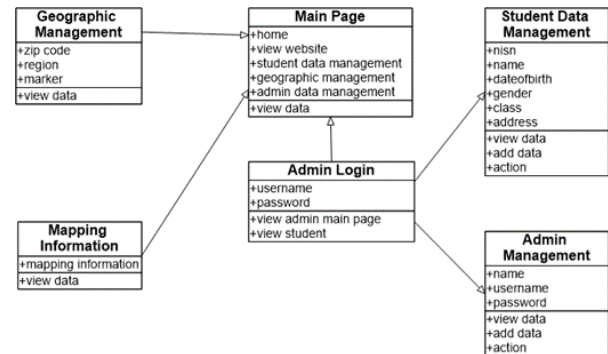 Geographic
Management
+zip code
+region
+marker
+view data
Main Page
+home
+view website
+student data management
+geographic management
+admin data management
+view data
Student Data
Management
+nisn
+name
+dateofbirth
+gender
+class
+address
+view data
+add data
+action
Admin Login
+username
+password
+view admin main page
+view student
Mapping
Information
+mapping information
+view data
Admin
Management
+name
+username
+password
+view data
+add data
+action